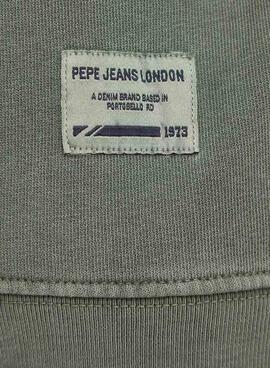 PEPE JEANS LONDON
A DENIM BRAND BASED IN
PORTOBELLO RD
1973